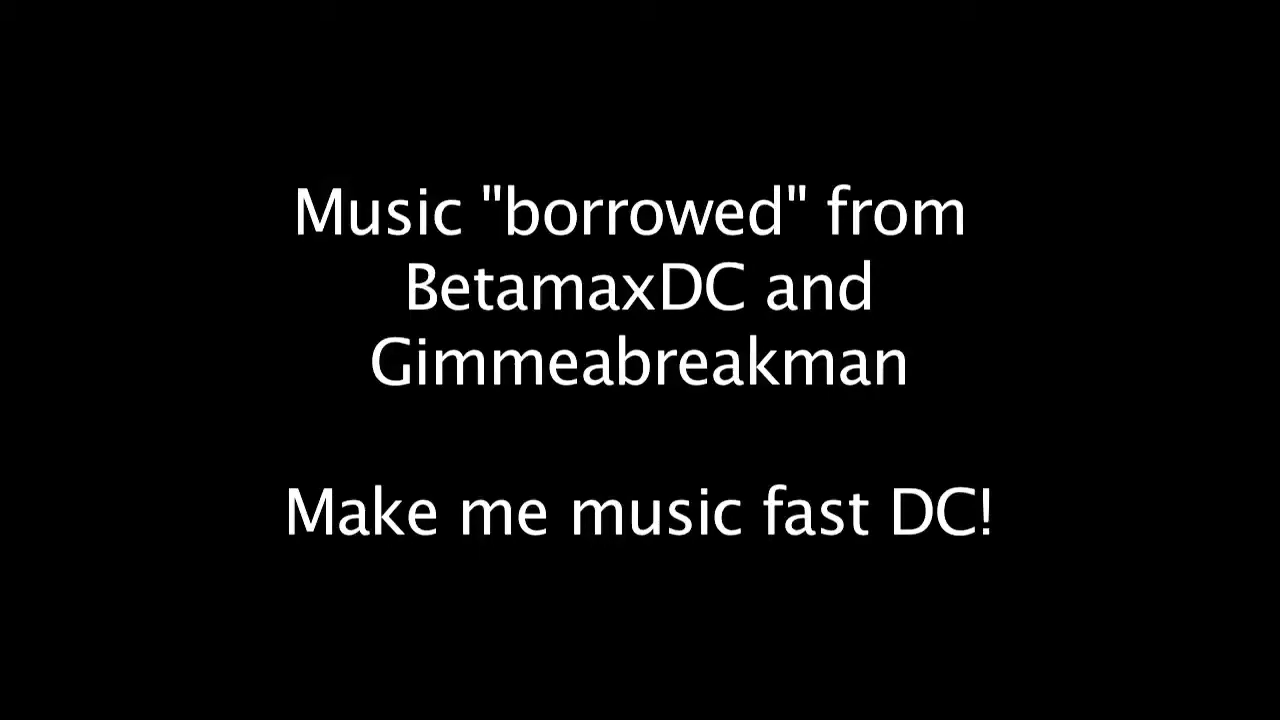 Music "borrowed" from
BetamaxDC and
Gimmeabreakman
Make me music fast DC!